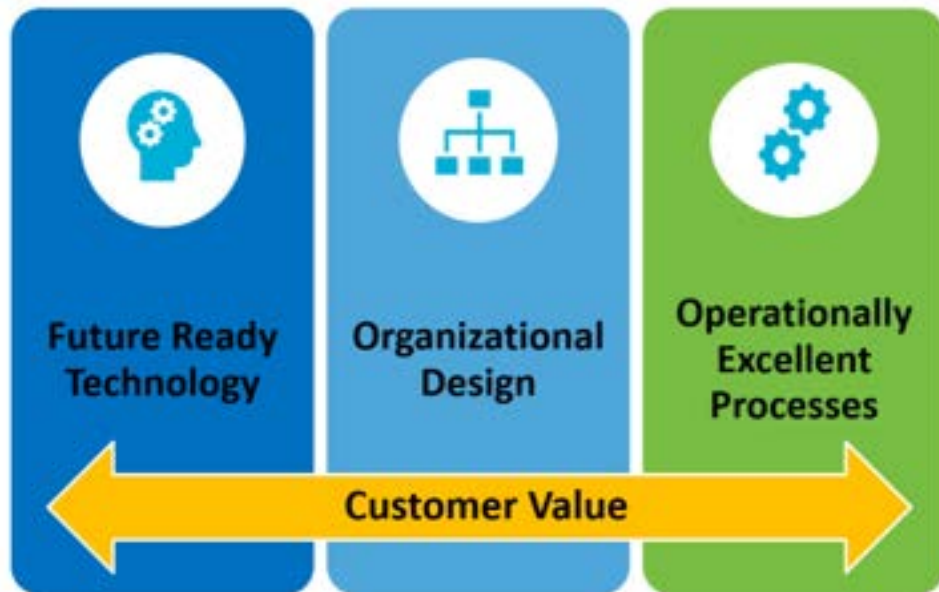 Future Ready
Technology
Organizational
Design
Operationally
Excellent
Processes
Customer Value